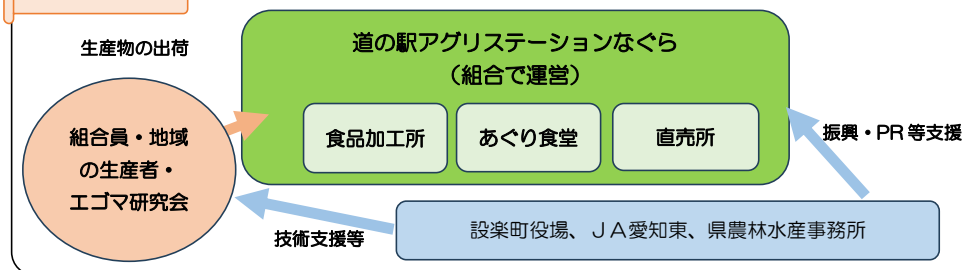 生産物の出荷
道の駅アグリステーションなぐら
（組合で運営）
組合員・地域
の生産者・
エゴマ研究会
食品加工所
あぐり食堂
直売所
振興・PR 等支援
技術支援等
設楽町役場、ＪＡ愛知東、県農林水産事務所